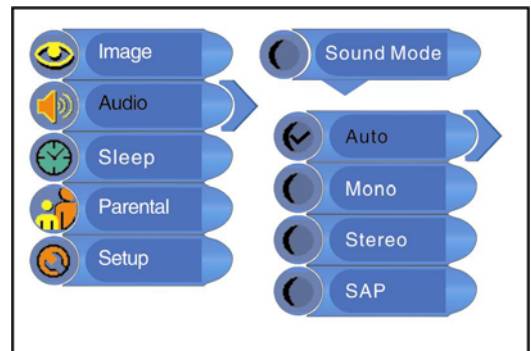 Image
Audio
Sleep
Parental
Setup
Sound Mode
Auto
Mono
Stereo
SAP